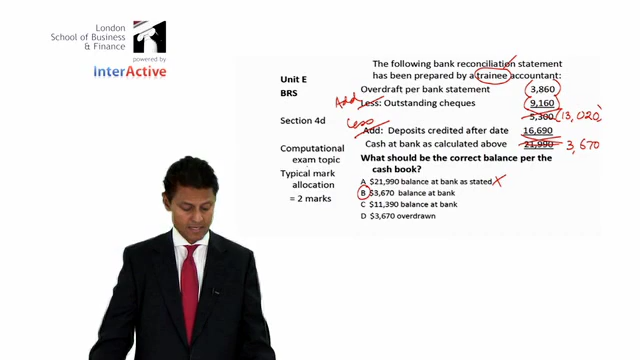 London
School of Business
& Finance
powered by
InterActive
Unit E
BRS
Section 4d
Computational
exam topic
Typical mark
allocation
= 2 marks
The following bank reconciliation statement
has been prepared by a trainee accountant:
Overdraft per bank statement 3,860
Add Less: Outstanding cheques 9,160
5,300 (13,020)
Less Add: Deposits credited after date 16,690
Cash at bank as calculated above 21,990 3,670
What should be the correct balance per the
cash book?
A $21,990 balance at bank as stated X
B $3,670 balance at bank
C $11,390 balance at bank
D $3,670 overdrawn